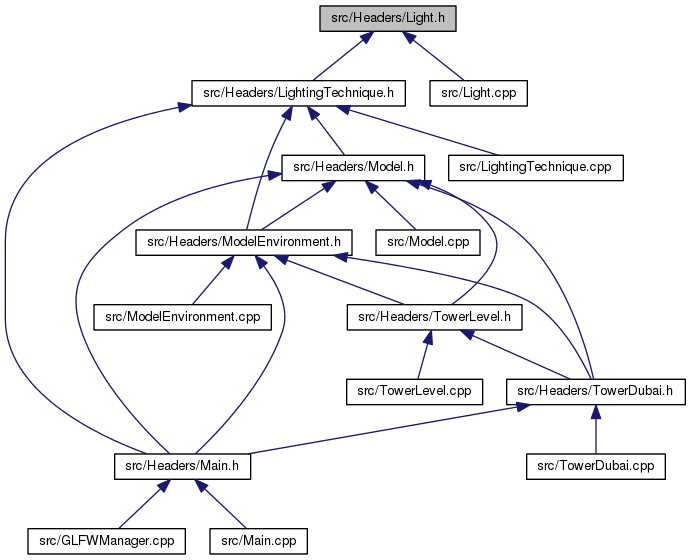 src/Headers/Light.h
src/Headers/LightingTechnique.h
src/Light.cpp
src/Headers/Model.h
src/LightingTechnique.cpp
src/Headers/ModelEnvironment.h
src/Model.cpp
src/ModelEnvironment.cpp
src/Headers/TowerLevel.h
src/TowerLevel.cpp
src/Headers/TowerDubai.h
src/Headers/Main.h
src/TowerDubai.cpp
src/GLFWManager.cpp
src/Main.cpp